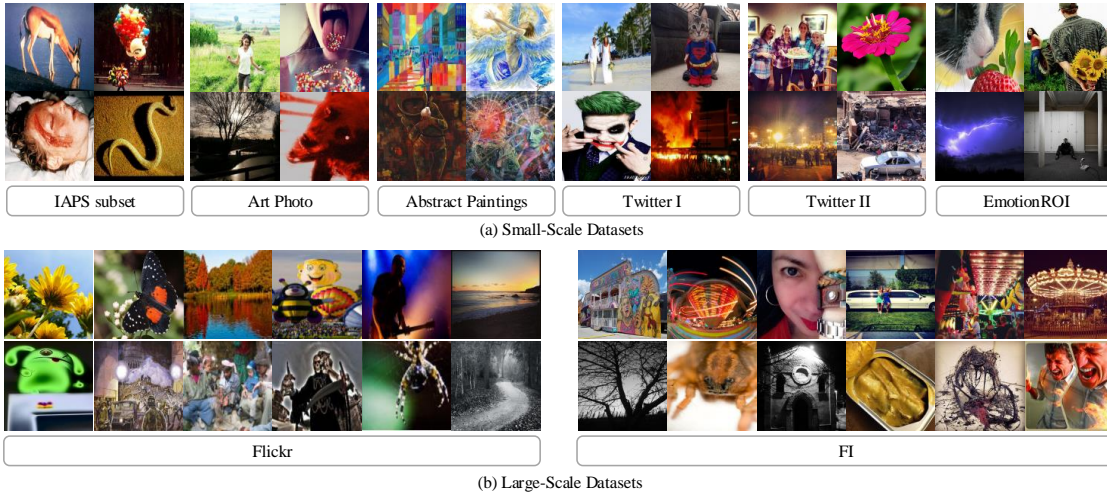 IAPS subset
Art Photo
Abstract Paintings
Twitter I
Twitter II
EmotionROI
(a) Small-Scale Datasets
Flickr
FI
(b) Large-Scale Datasets